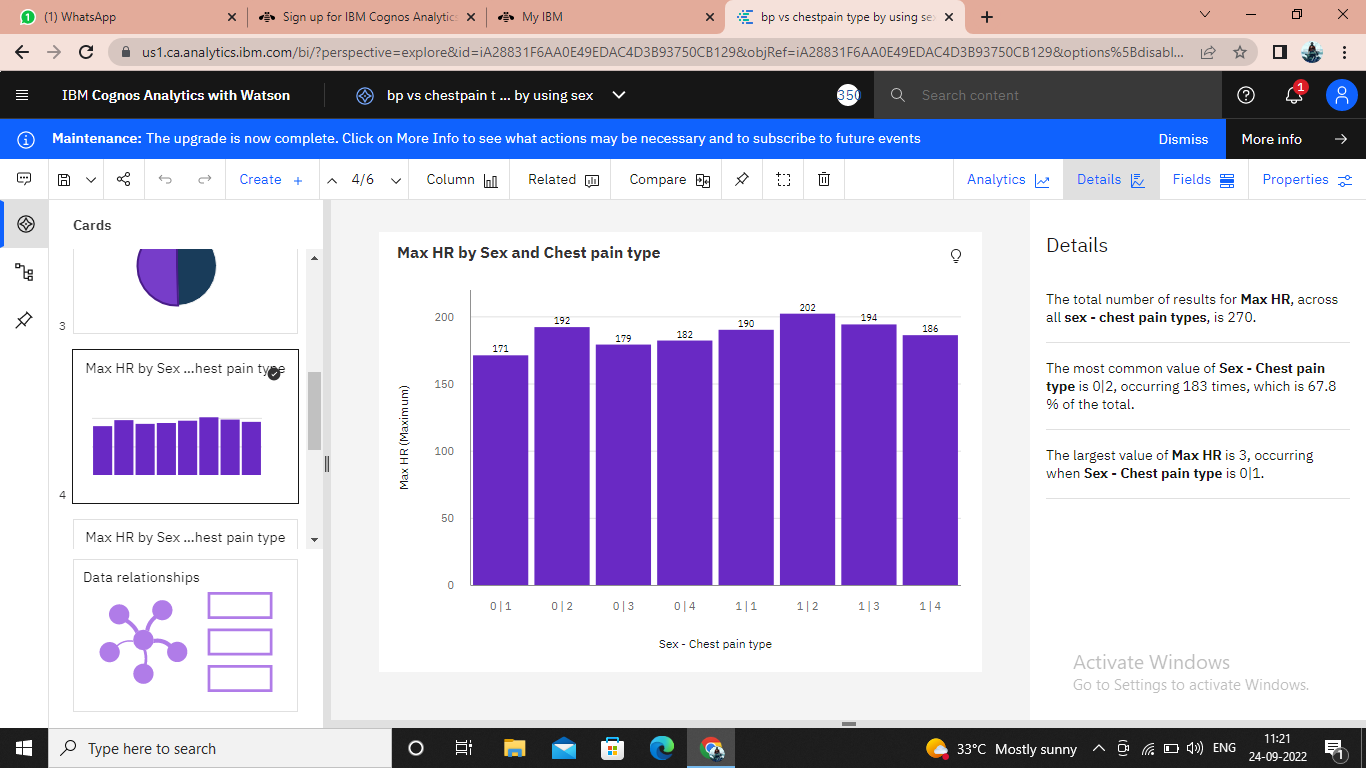 (1) WhatsApp
Sign up for IBM Cognos Analytics
My IBM
bp vs chestpain type by using se
us1.ca.analytics.ibm.com/bi/?perspective=explore&id=iA28831F6AA0E49EDAC4D3B93750CB129&objRef=iA28831F6AA0E49EDAC4D3B93750CB129&options%5Bdisabl...
IBM Cognos Analytics with Watson
bp vs chestpain t ... by using sex
350
Search content
1
Maintenance: The upgrade is now complete. Click on More Info to see what actions may be necessary and to subscribe to future events
Dismiss
More info
Create +
4/6
Column
Related
Compare
Analytics
Details
Fields
Properties
Cards
3
Max HR by Sex ...hest pain type
4
Max HR by Sex ...hest pain type
Data relationships
Max HR by Sex and Chest pain type
Max HR (Maximum)
200
150
100
50
0
171
192
179
182
190
202
194
186
0 | 1
0 | 2
0 | 3
0 | 4
1 | 1
1 | 2
1 | 3
1 | 4
Sex - Chest pain type
Details
The total number of results for Max HR, across
all sex - chest pain types, is 270.
The most common value of Sex - Chest pain
type is 0|2, occurring 183 times, which is 67.8
% of the total.
The largest value of Max HR is 3, occurring
when Sex - Chest pain type is 0|1.
Activate Windows
Go to Settings to activate Windows.
Type here to search
33°C Mostly sunny
ENG
11:21
24-09-2022
1